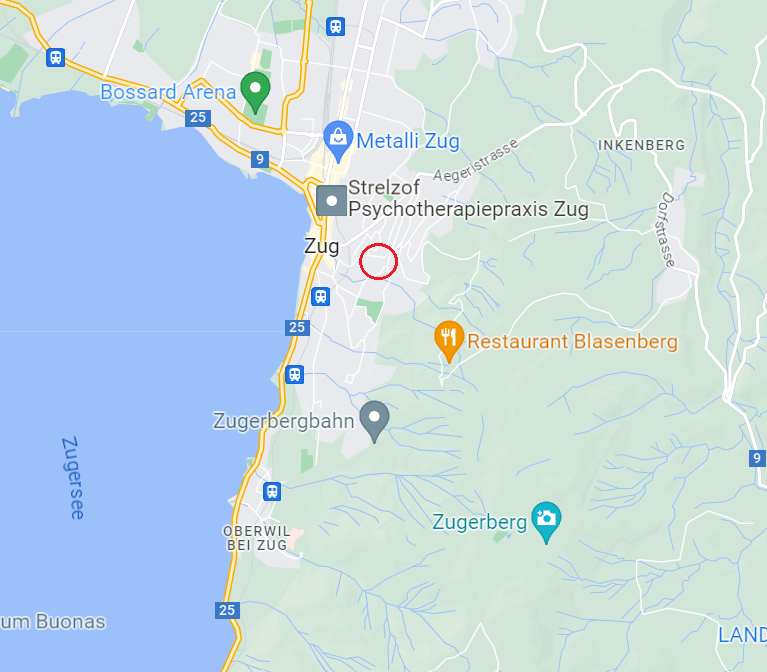 Bossard Arena
25
9
Metalli Zug
Aegeristrasse
INKENBERG
Strelzof
Psychotherapiepraxis Zug
Dorfstrasse
Zug
25
Restaurant Blasenberg
Zugerbergbahn
9
Zugersee
Zugerberg
OBERWIL
BEI ZUG
25
um Buonas
LAND